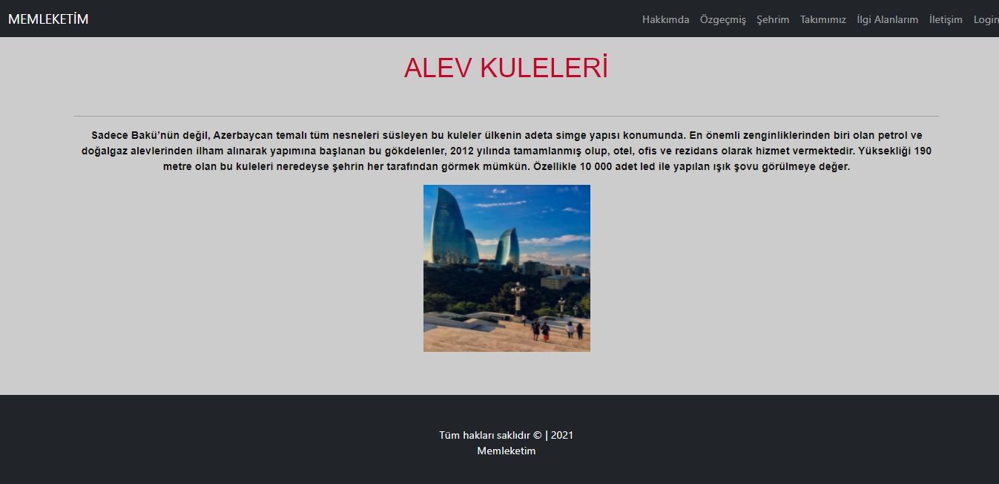 MEMLEKETİM
Hakkımda Özgeçmiş Şehrim Takımımız İlgi Alanlarım İletişim Login
ALEV KULELERİ
Sadece Bakü’nün değil, Azerbaycan temalı tüm nesneleri süsleyen bu kuleler ülkenin adeta simge yapısı konumunda. En önemli zenginliklerinden biri olan petrol ve
doğalgaz alevlerinden ilham alınarak yapımına başlanan bu gökdelenler, 2012 yılında tamamlanmış olup, otel, ofis ve rezidans olarak hizmet vermektedir. Yüksekliği 190
metre olan bu kuleleri neredeyse şehrin her tarafından görmek mümkün. Özellikle 10 000 adet led ile yapılan ışık şovu görülmeye değer.
Tüm hakları saklıdır © | 2021
Memleketim